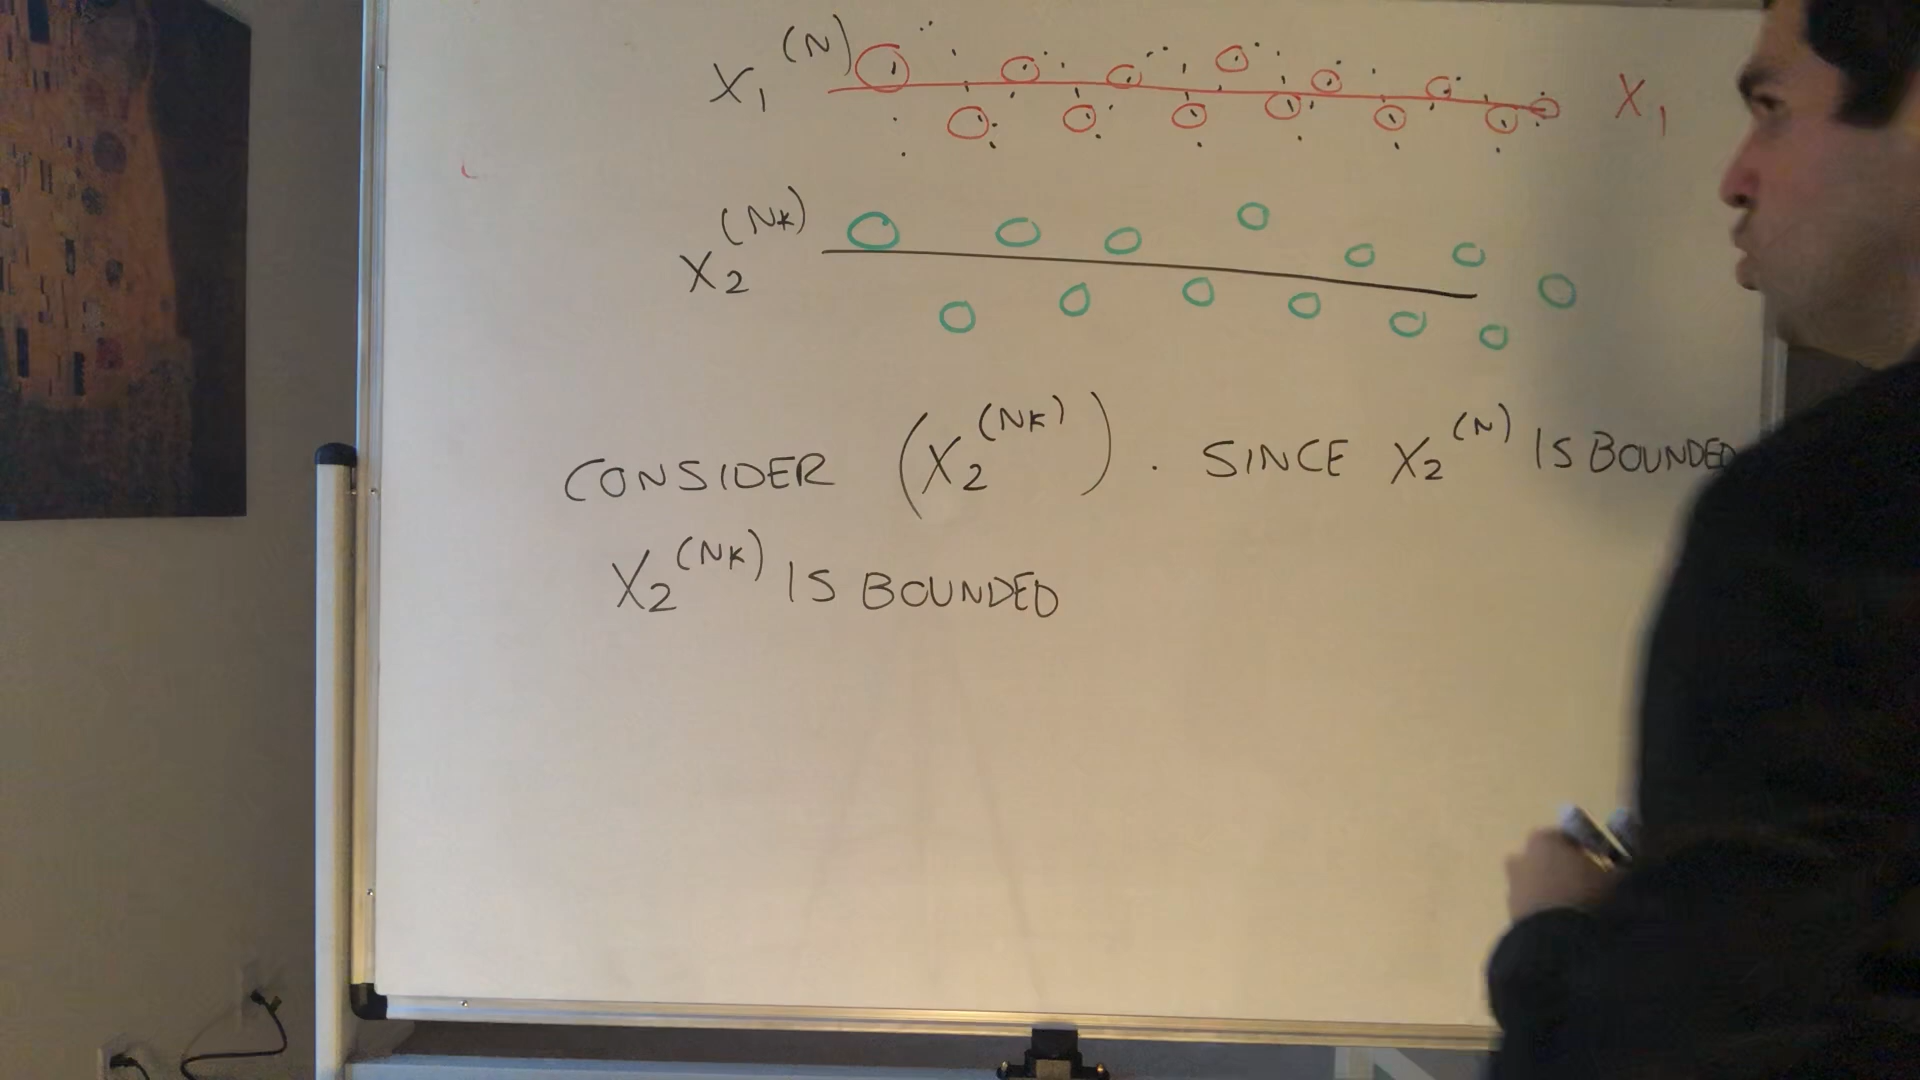 X₁⁽ᴺ⁾ X₁
X₂⁽ᴺᴷ⁾
CONSIDER (X₂⁽ᴺᴷ⁾). SINCE X₂⁽ᴺ⁾ IS BOUNDED
X₂⁽ᴺᴷ⁾ IS BOUNDED